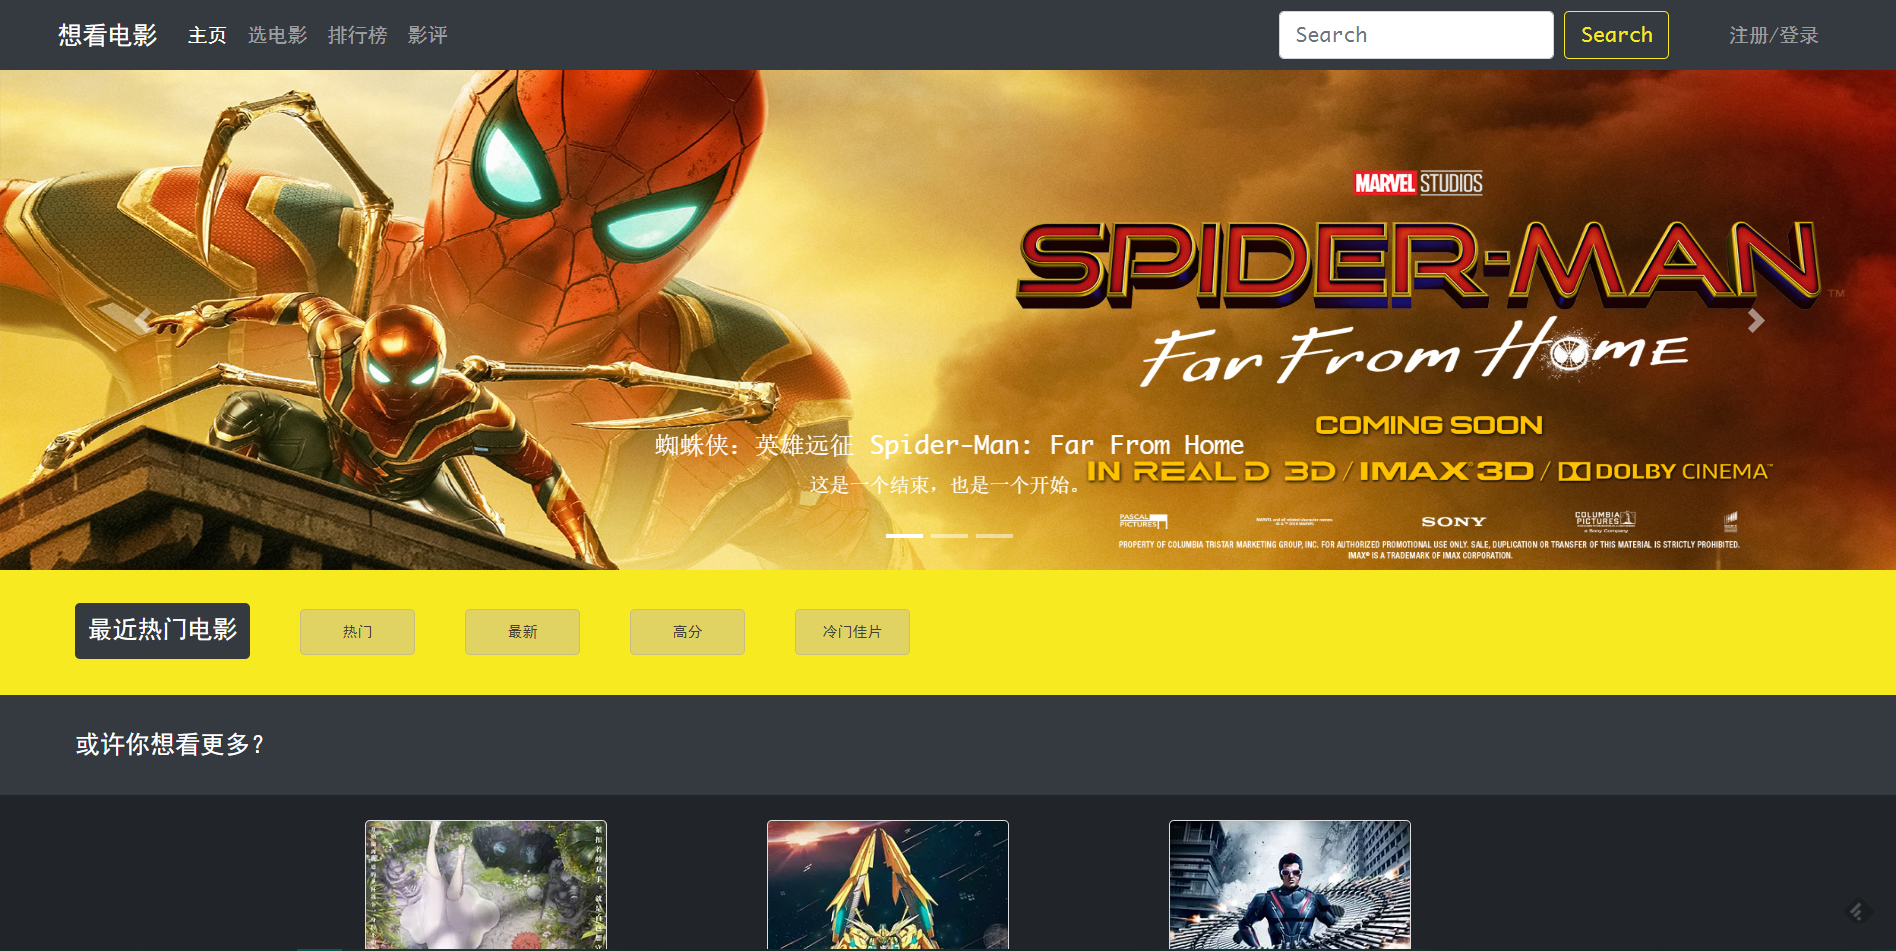 想看电影 主页 选电影 排行榜 影评 Search Search 注册/登录
MARVEL STUDIOS
SPIDER-MAN TM
Far From Home
COMING SOON
蜘蛛侠：英雄远征 Spider-Man: Far From Home
IN REAL D 3D / IMAX 3D / DOLBY CINEMA
这是一个结束，也是一个开始。
PASCAL PICTURES SONY COLUMBIA PICTURES a Sony Company
PROPERTY OF COLUMBIA TRISTAR MARKETING GROUP, INC. FOR AUTHORIZED PROMOTIONAL USE ONLY. SALE, DUPLICATION OR TRANSFER OF THIS MATERIAL IS STRICTLY PROHIBITED.
IMAX® IS A TRADEMARK OF IMAX CORPORATION.
最近热门电影 热门 最新 高分 冷门佳片
或许你想看更多？